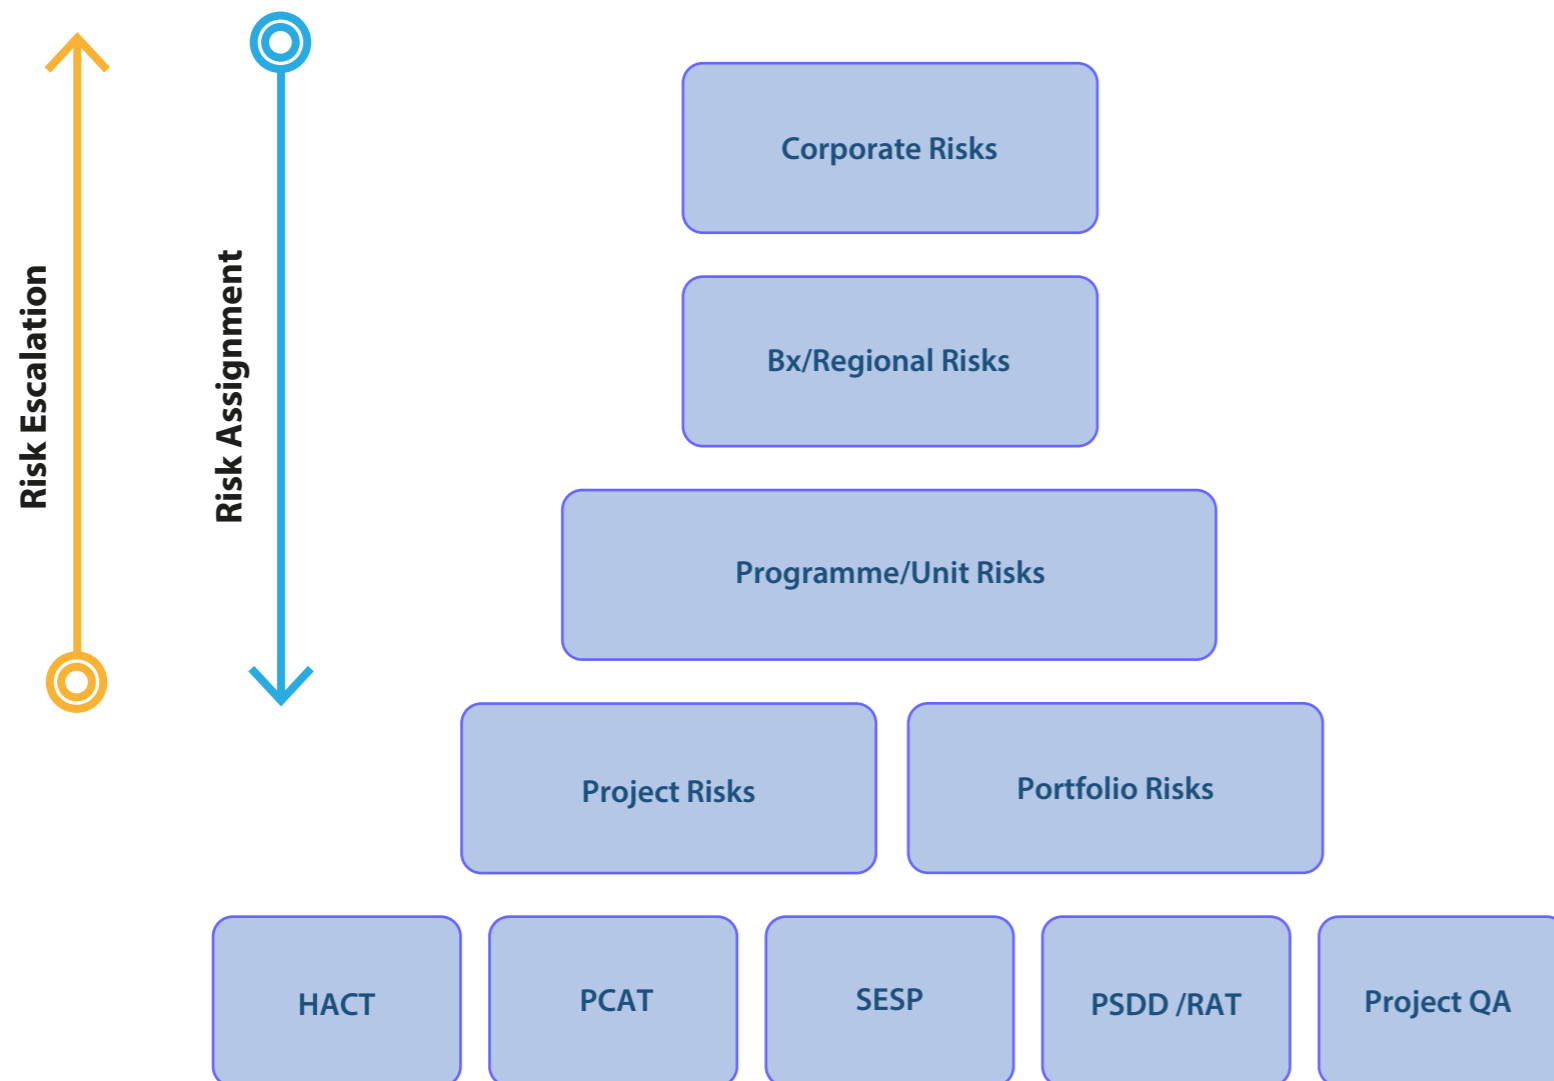 Risk Escalation
Risk Assignment
Corporate Risks
Bx/Regional Risks
Programme/Unit Risks
Project Risks
Portfolio Risks
HACT
PCAT
SESP
PSDD /RAT
Project QA